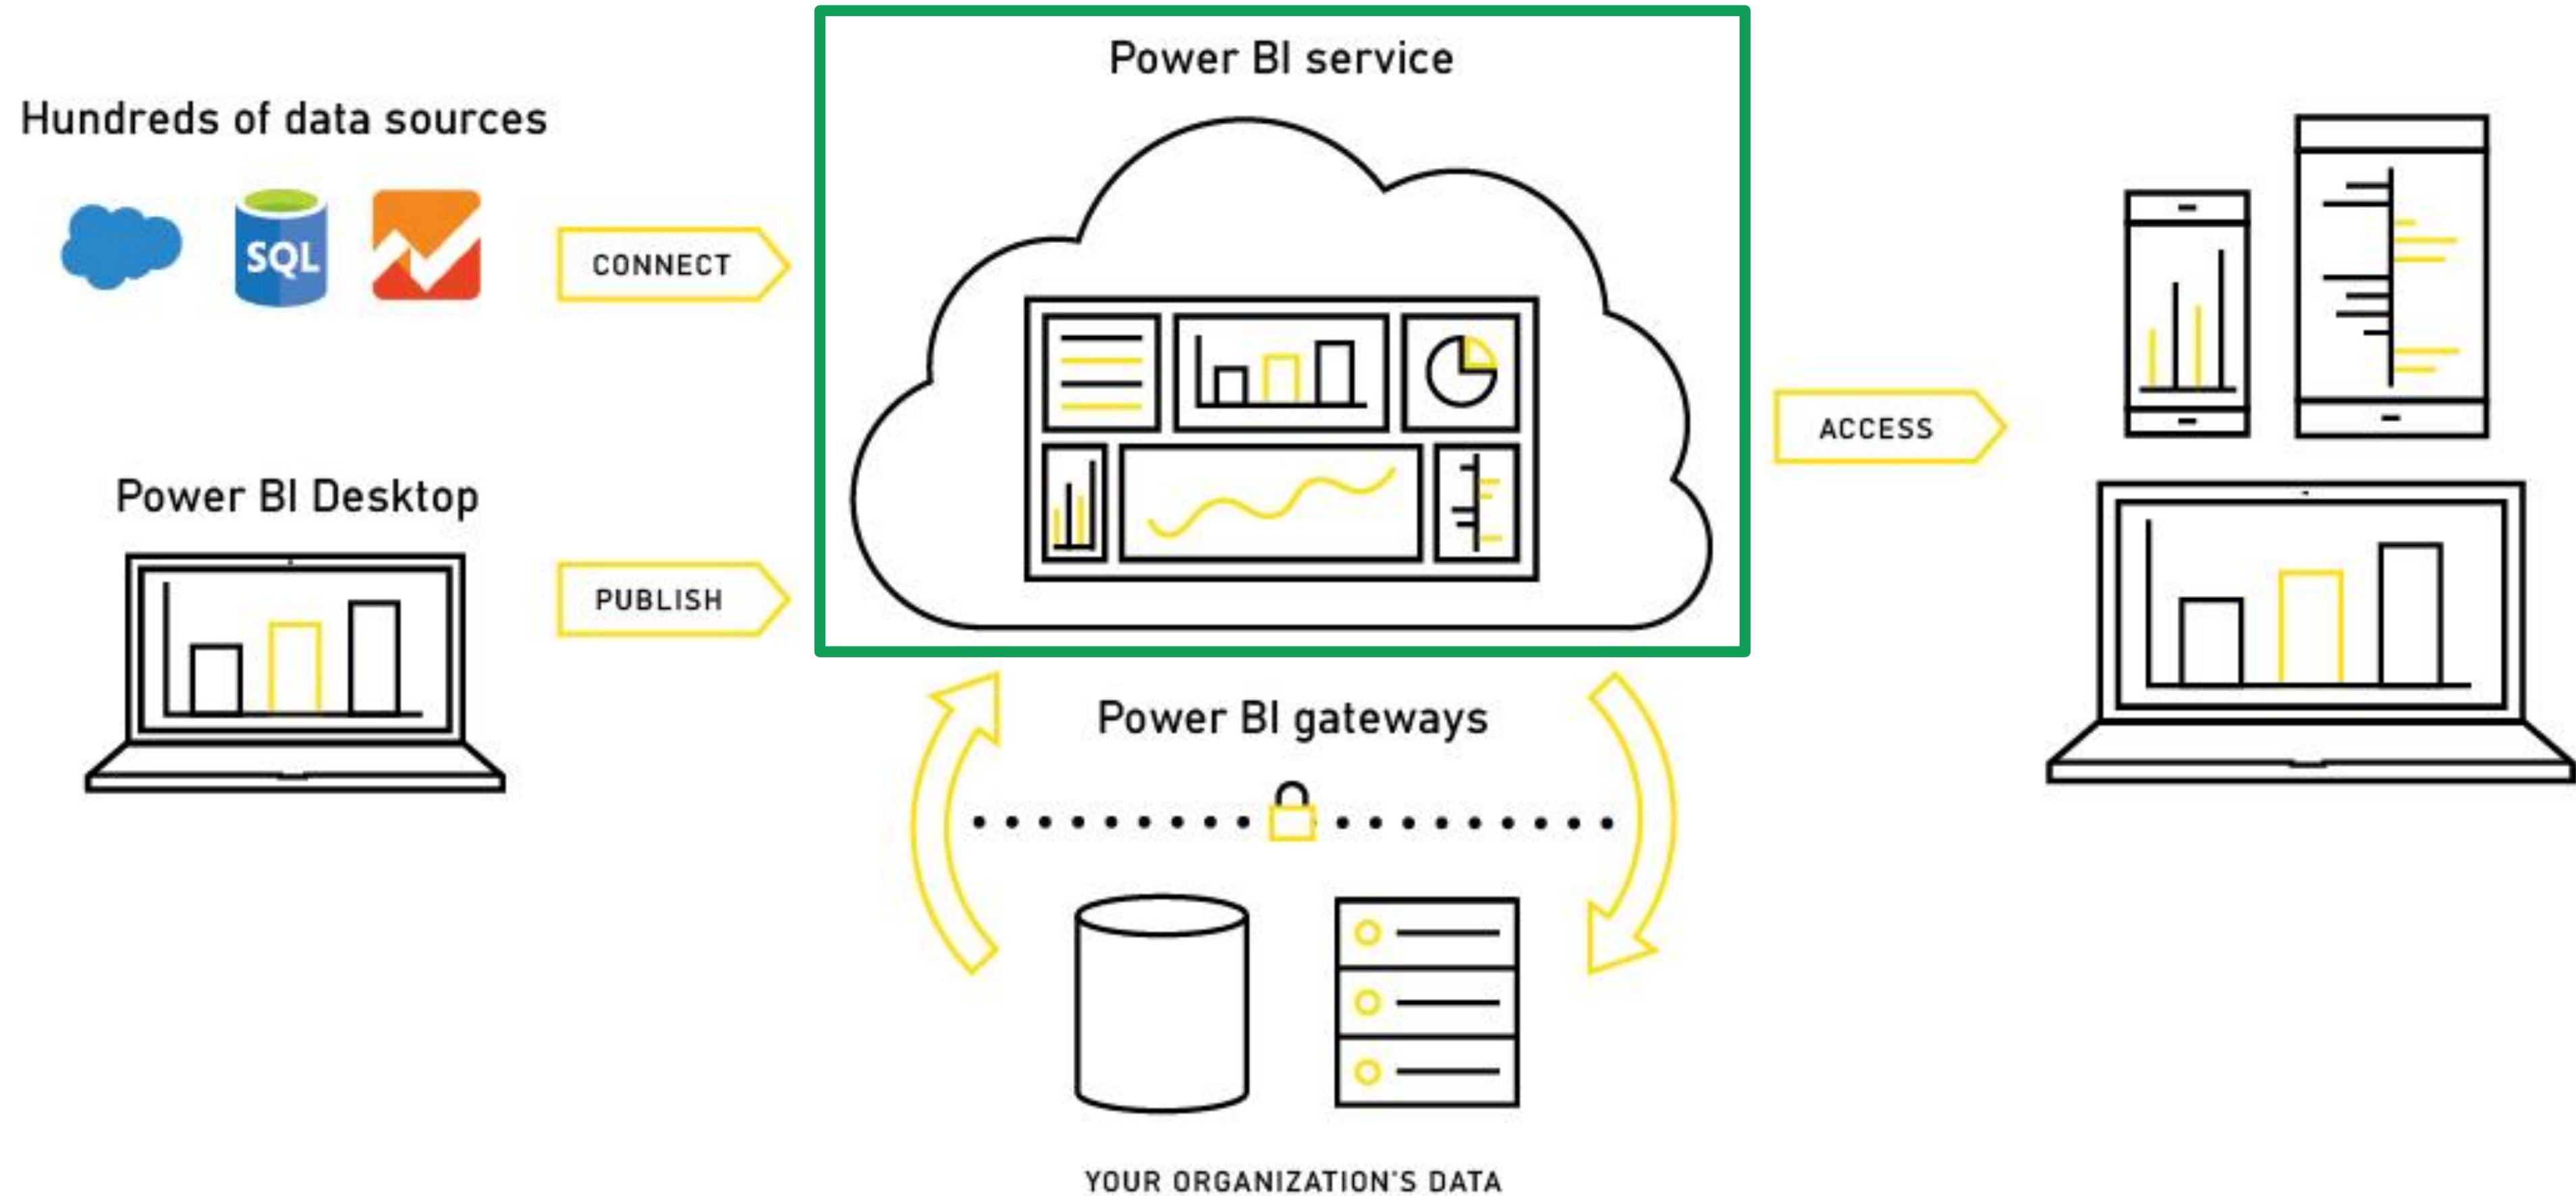 Power BI service
Hundreds of data sources
SQL
CONNECT
ACCESS
Power BI Desktop
PUBLISH
Power BI gateways
YOUR ORGANIZATION'S DATA